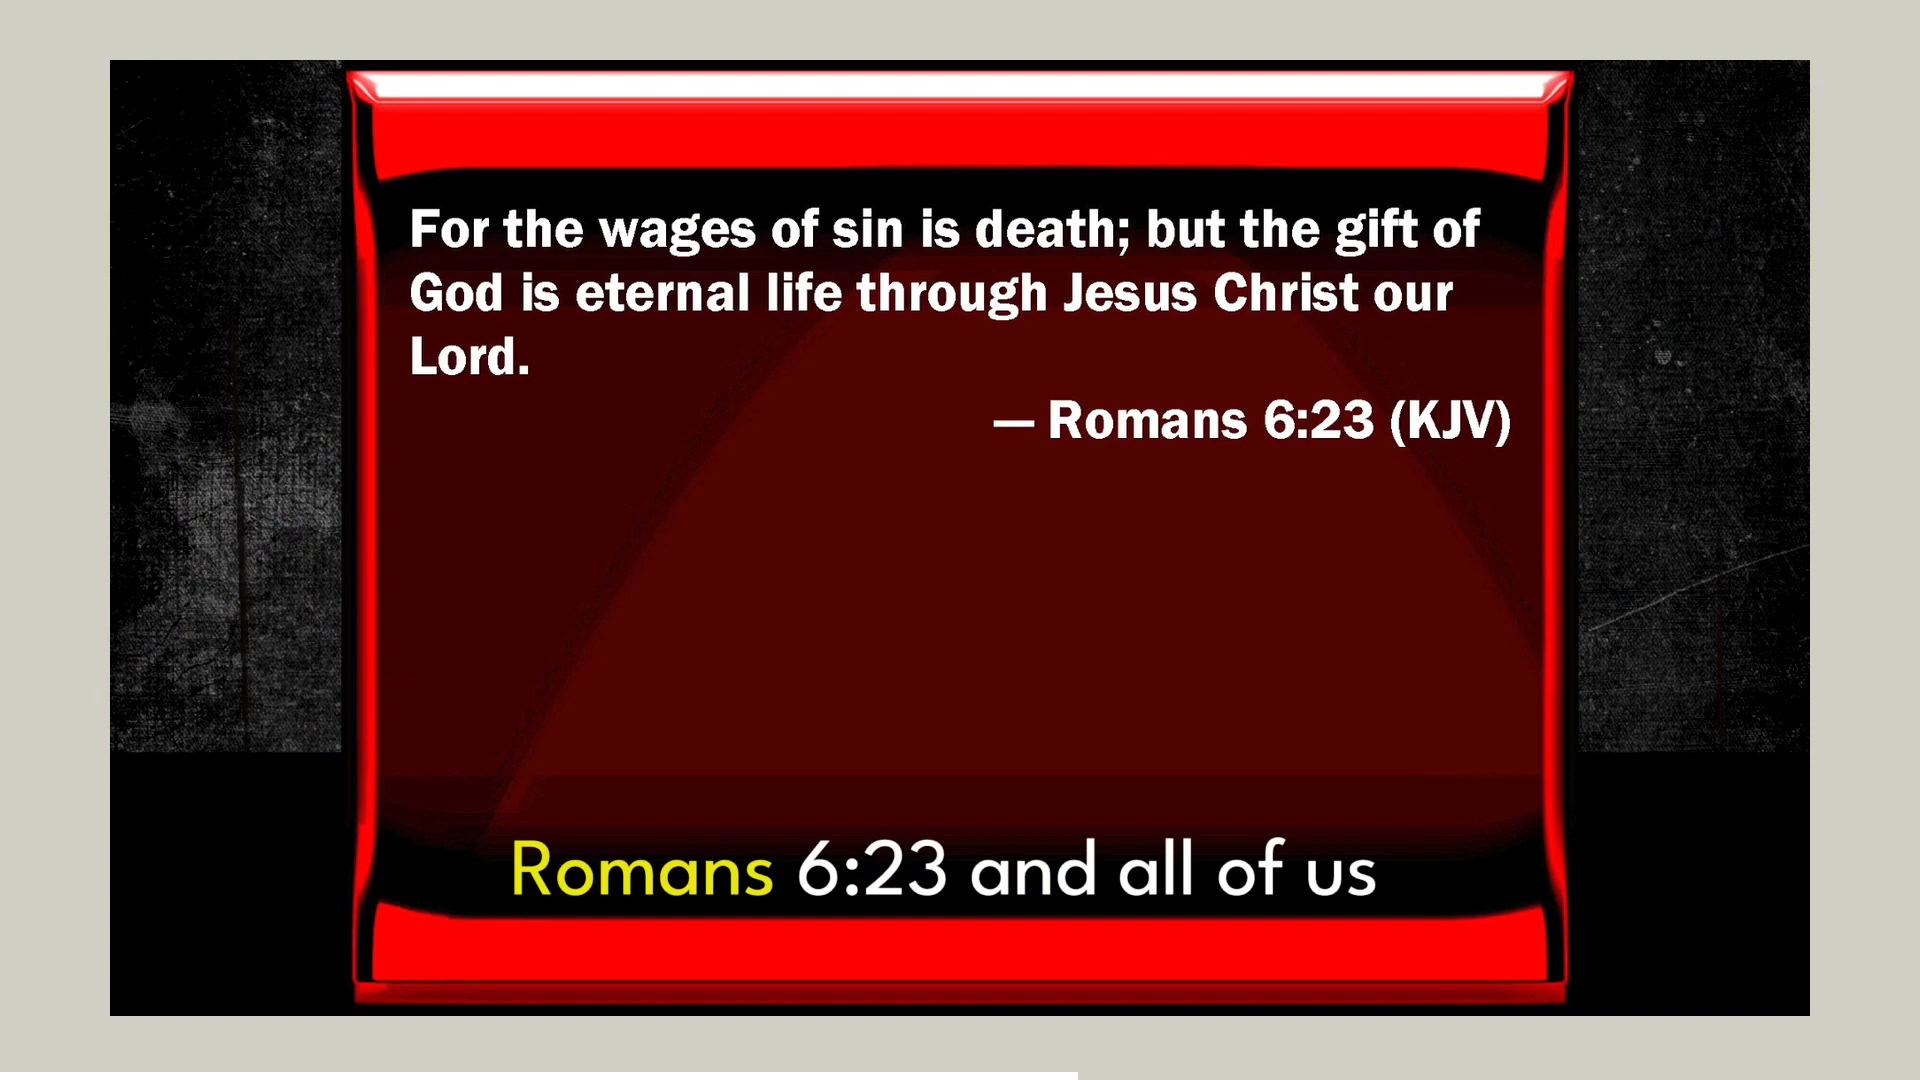 For the wages of sin is death; but the gift of
God is eternal life through Jesus Christ our
Lord.
— Romans 6:23 (KJV)
Romans 6:23 and all of us